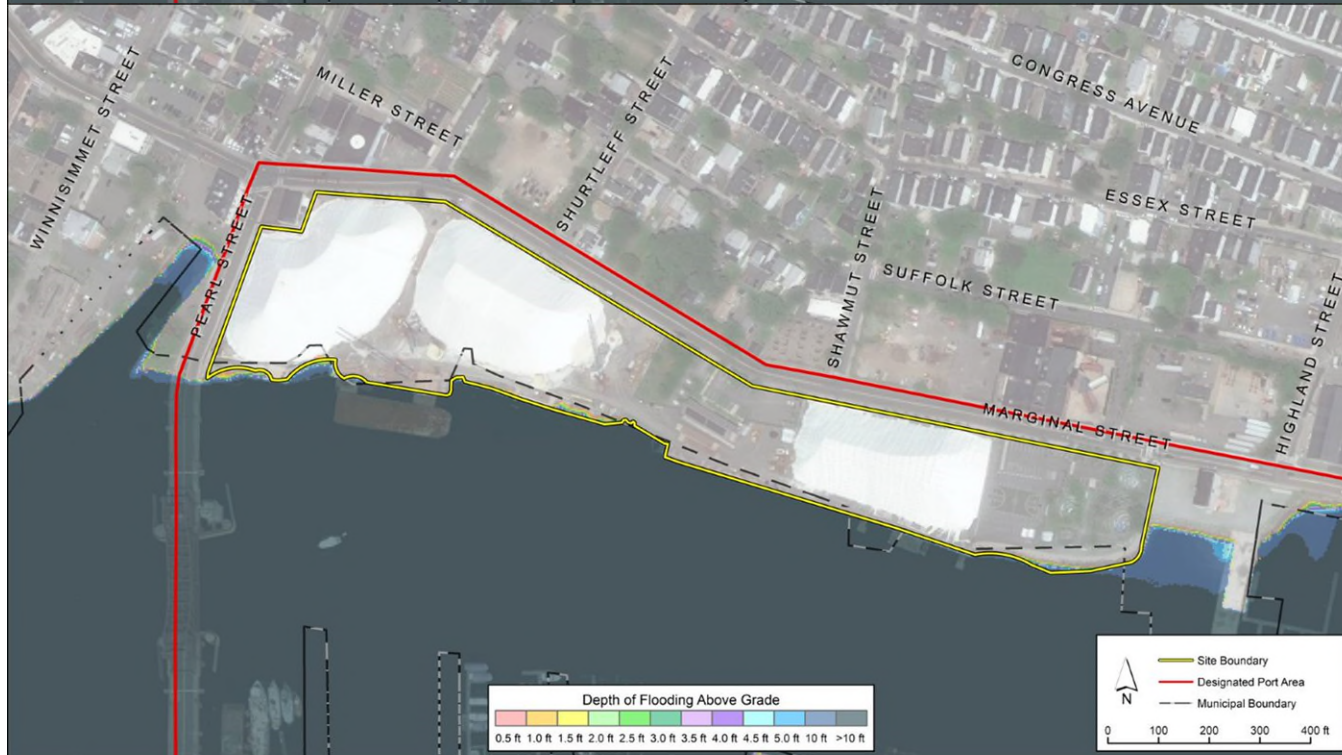 WINNISIMMET STREET
MILLER STREET
SHURTLEFF STREET
CONGRESS AVENUE
ESSEX STREET
PEARL STREET
SHAWMUT STREET
SUFFOLK STREET
HIGHLAND STREET
MARGINAL STREET
Depth of Flooding Above Grade
0.5 ft 1.0 ft 1.5 ft 2.0 ft 2.5 ft 3.0 ft 3.5 ft 4.0 ft 4.5 ft 5.0 ft 10 ft >10 ft
Site Boundary
Designated Port Area
Municipal Boundary
N
0 100 200 300 400 ft